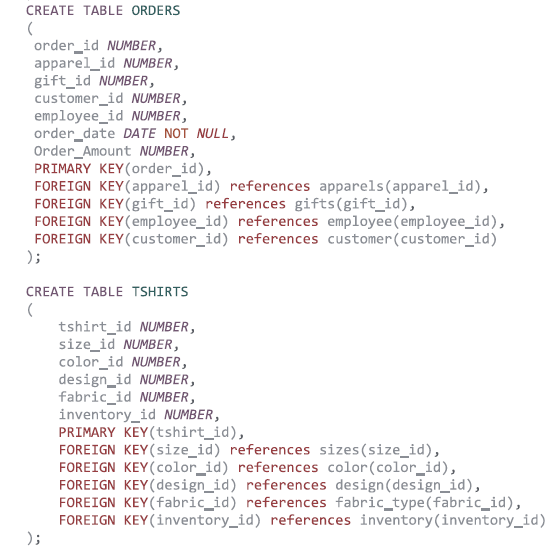 CREATE TABLE ORDERS
(
order_id NUMBER,
apparel_id NUMBER,
gift_id NUMBER,
customer_id NUMBER,
employee_id NUMBER,
order_date DATE NOT NULL,
Order_Amount NUMBER,
PRIMARY KEY(order_id),
FOREIGN KEY(apparel_id) references apparels(apparel_id),
FOREIGN KEY(gift_id) references gifts(gift_id),
FOREIGN KEY(employee_id) references employee(employee_id),
FOREIGN KEY(customer_id) references customer(customer_id)
);
CREATE TABLE TSHIRTS
(
tshirt_id NUMBER,
size_id NUMBER,
color_id NUMBER,
design_id NUMBER,
fabric_id NUMBER,
inventory_id NUMBER,
PRIMARY KEY(tshirt_id),
FOREIGN KEY(size_id) references sizes(size_id),
FOREIGN KEY(color_id) references color(color_id),
FOREIGN KEY(design_id) references design(design_id),
FOREIGN KEY(fabric_id) references fabric_type(fabric_id),
FOREIGN KEY(inventory_id) references inventory(inventory_id)
);